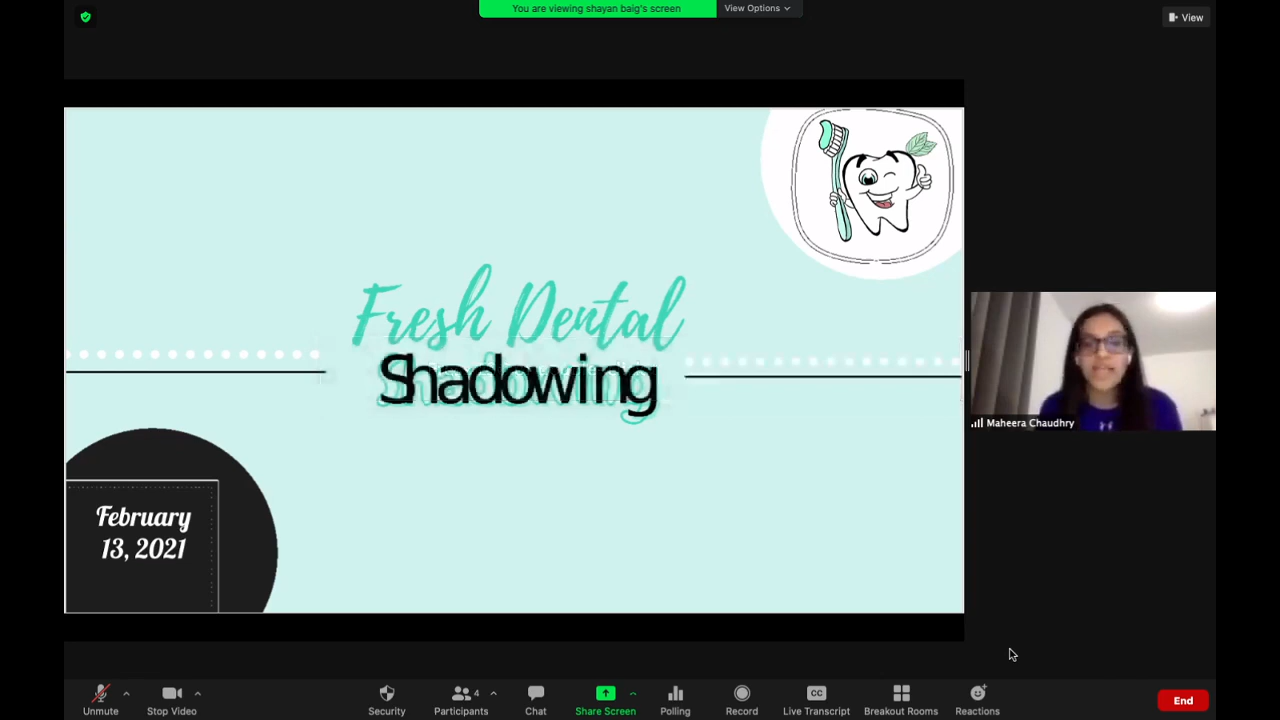 You are viewing shayan baig's screen
View Options
View
Fresh Dental
Shadowing
February
13, 2021
Maheera Chaudhry
Unmute
Stop Video
Security
Participants
4
Chat
Share Screen
Polling
Record
CC
Live Transcript
Breakout Rooms
Reactions
End